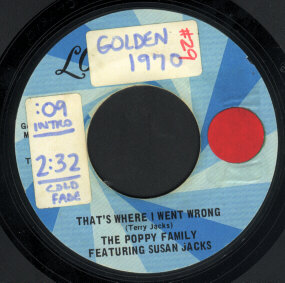 LO
GOLDEN
1970
#29
:09
INTRO
2:32
COLD
FADE
THAT'S WHERE I WENT WRONG
(Terry Jacks)
THE POPPY FAMILY
FEATURING SUSAN JACKS